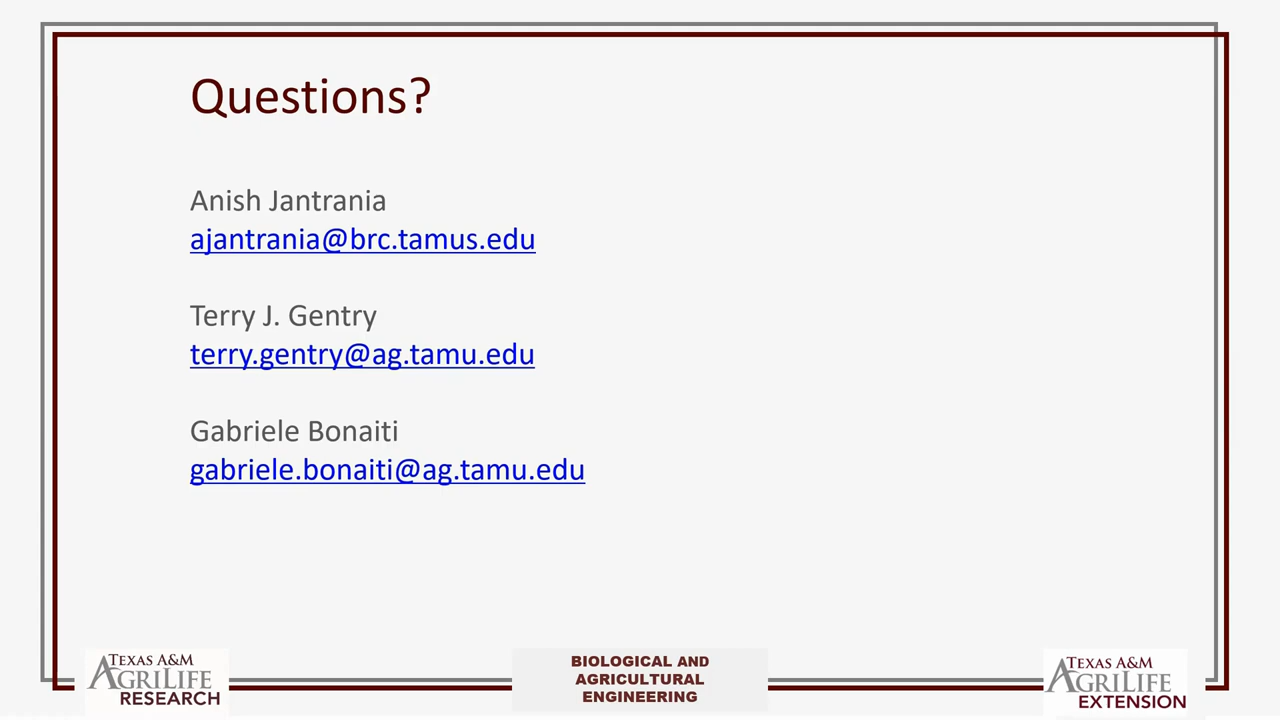 Questions?
Anish Jantrania
ajantrania@brc.tamus.edu
Terry J. Gentry
terry.gentry@ag.tamu.edu
Gabriele Bonaiti
gabriele.bonaiti@ag.tamu.edu
TEXAS A&M
AGRILIFE
RESEARCH
BIOLOGICAL AND
AGRICULTURAL
ENGINEERING
TEXAS A&M
AGRILIFE
EXTENSION